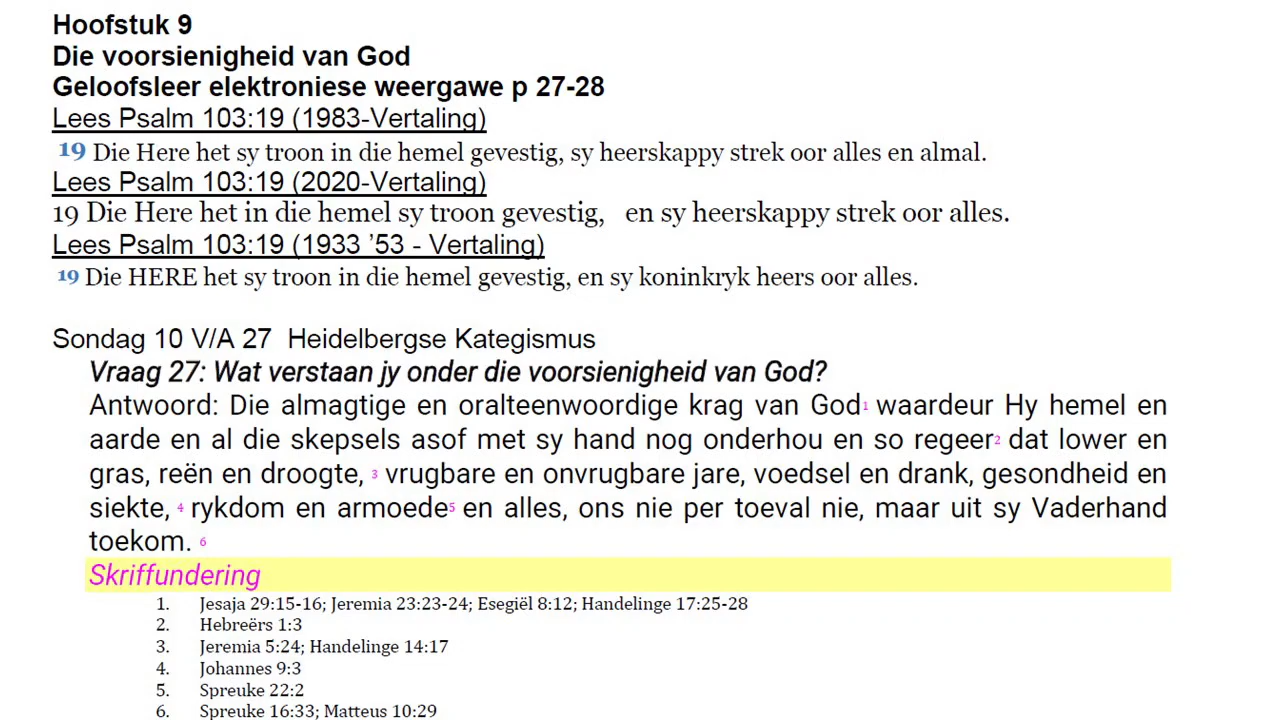 Hoofstuk 9
Die voorsienigheid van God
Geloofsleer elektroniese weergawe p 27-28
Lees Psalm 103:19 (1983-Vertaling)
19 Die Here het sy troon in die hemel gevestig, sy heerskappy strek oor alles en almal.
Lees Psalm 103:19 (2020-Vertaling)
19 Die Here het in die hemel sy troon gevestig, en sy heerskappy strek oor alles.
Lees Psalm 103:19 (1933 ’53 - Vertaling)
19 Die HERE het sy troon in die hemel gevestig, en sy koninkryk heers oor alles.
Sondag 10 V/A 27 Heidelbergse Kategismus
Vraag 27: Wat verstaan jy onder die voorsienigheid van God?
Antwoord: Die almagtige en oralteenwoordige krag van God1 waardeur Hy hemel en
aarde en al die skepsels asof met sy hand nog onderhou en so regeer2 dat lower en
gras, reën en droogte, 3 vrugbare en onvrugbare jare, voedsel en drank, gesondheid en
siekte, 4 rykdom en armoede5 en alles, ons nie per toeval nie, maar uit sy Vaderhand
toekom. 6
Skriffundering
1. Jesaja 29:15-16; Jeremia 23:23-24; Esegiël 8:12; Handelinge 17:25-28
2. Hebreërs 1:3
3. Jeremia 5:24; Handelinge 14:17
4. Johannes 9:3
5. Spreuke 22:2
6. Spreuke 16:33; Matteus 10:29